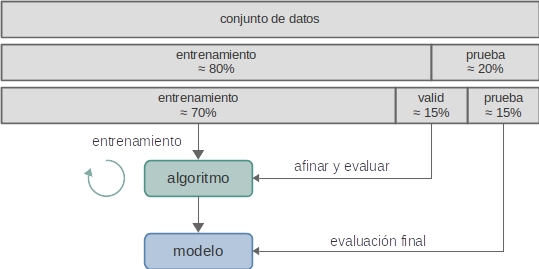 conjunto de datos
entrenamiento
≈ 80%
prueba
≈ 20%
entrenamiento
≈ 70%
valid
≈ 15%
prueba
≈ 15%
entrenamiento
afinar y evaluar
algoritmo
evaluación final
modelo